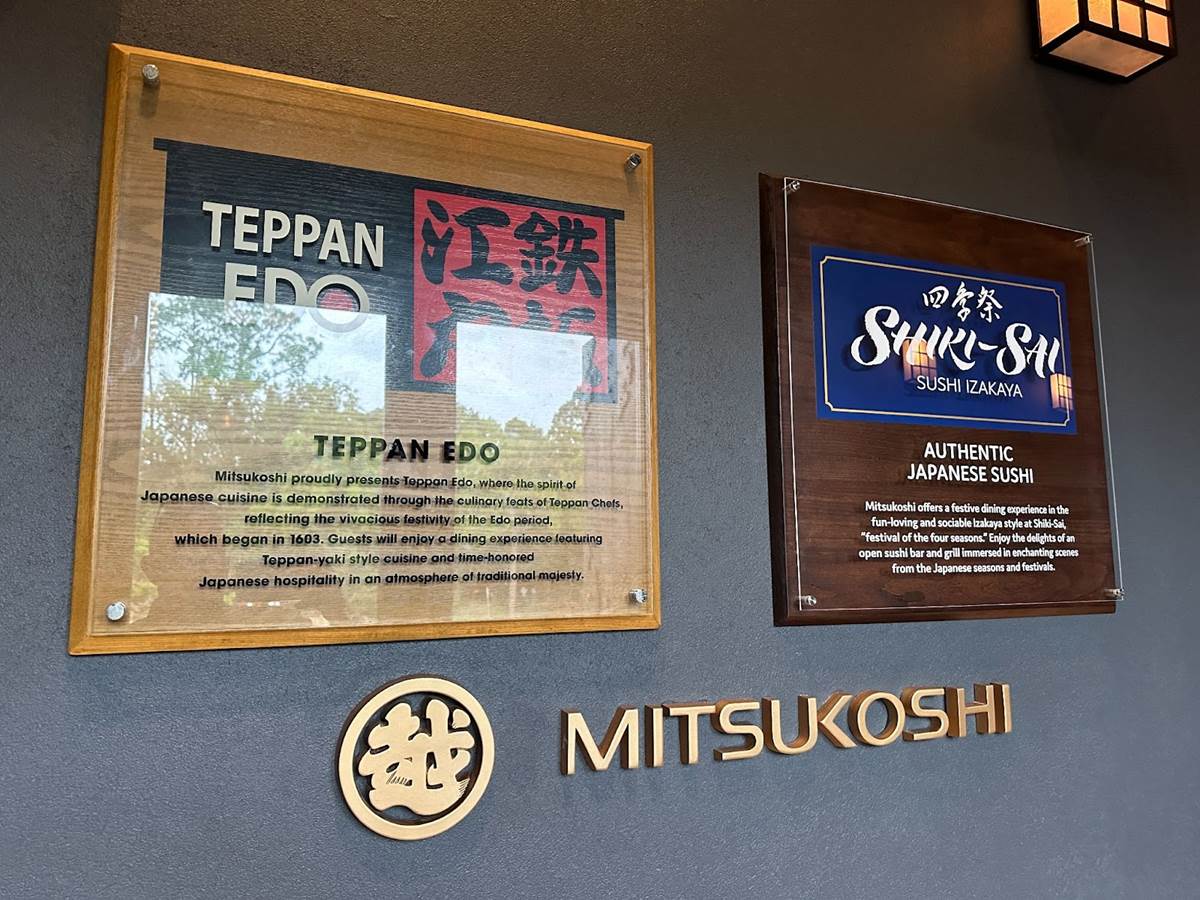 TEPPAN
EDO
江鉄
TEPPAN EDO
Mitsukoshi proudly presents Teppan Edo, where the spirit of
Japanese cuisine is demonstrated through the culinary feats of Teppan Chefs,
reflecting the vivacious festivity of the Edo period,
which began in 1603. Guests will enjoy a dining experience featuring
Teppan-yaki style cuisine and time-honored
Japanese hospitality in an atmosphere of traditional majesty.
四季祭
SHIKI-SAI
SUSHI IZAKAYA
AUTHENTIC
JAPANESE SUSHI
Mitsukoshi offers a festive dining experience in the
fun-loving and sociable Izakaya style at Shiki-Sai,
"festival of the four seasons." Enjoy the delights of an
open sushi bar and grill immersed in enchanting scenes
from the Japanese seasons and festivals.
越
MITSUKOSHI